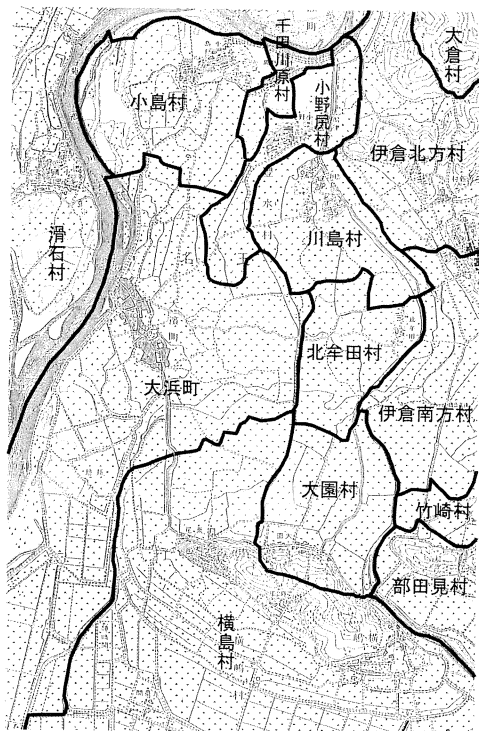 千田川原村
大倉村
小島村
小野尻村
伊倉北方村
滑石村
川島村
北牟田村
大浜町
伊倉南方村
大園村
竹崎村
部田見村
横島村